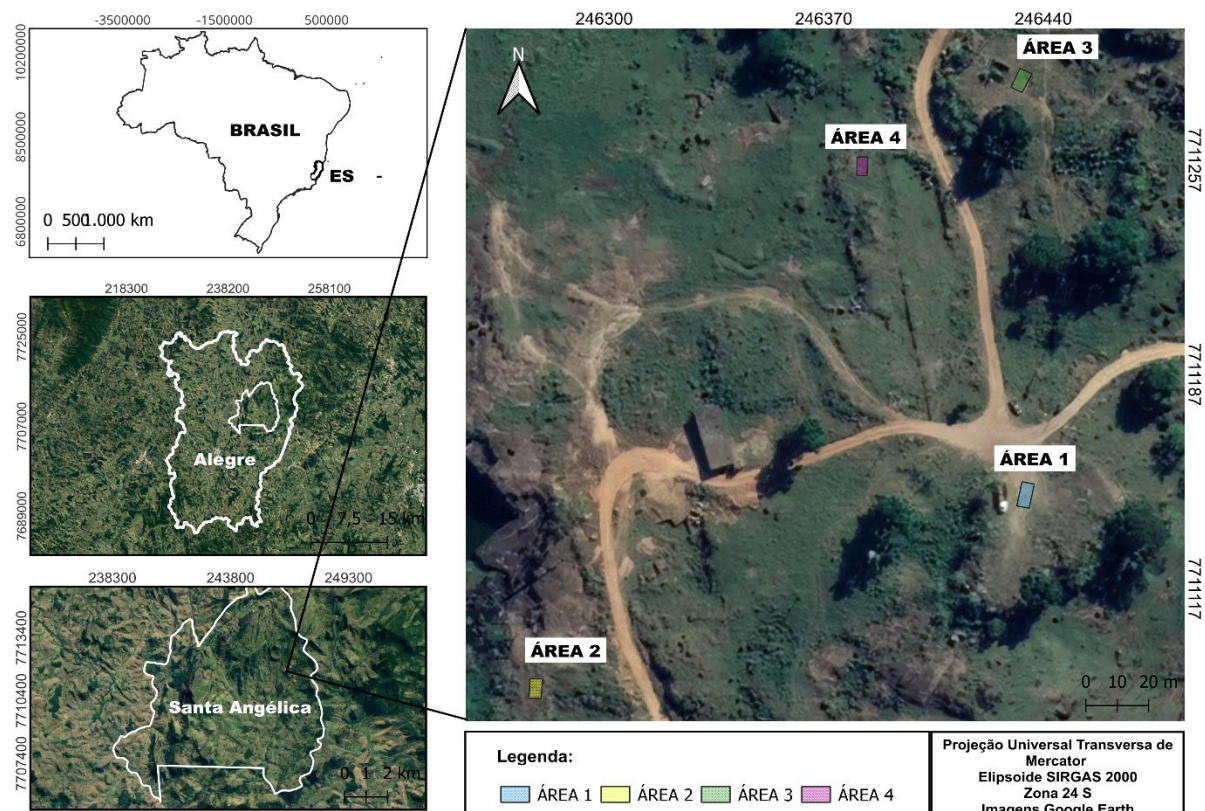 -3500000 -1500000 5000000
10200000
8500000
6800000
BRASIL
ES
0 500 1.000 km
218300 238200 258100
7725000
7707000
7689000
Alegre
0 7,5 15 km
238300 243800 249300
7713400
7710400
7707400
Santa Angélica
0 1 2 km
246300 246370 246440
N
ÁREA 3
ÁREA 4
7711257
7711187
ÁREA 1
7711117
ÁREA 2
0 10 20 m
Legenda:
ÁREA 1 ÁREA 2 ÁREA 3 ÁREA 4
Projeção Universal Transversa de
Mercator
Elipsoide SIRGAS 2000
Zona 24 S
Imagens Google Earth